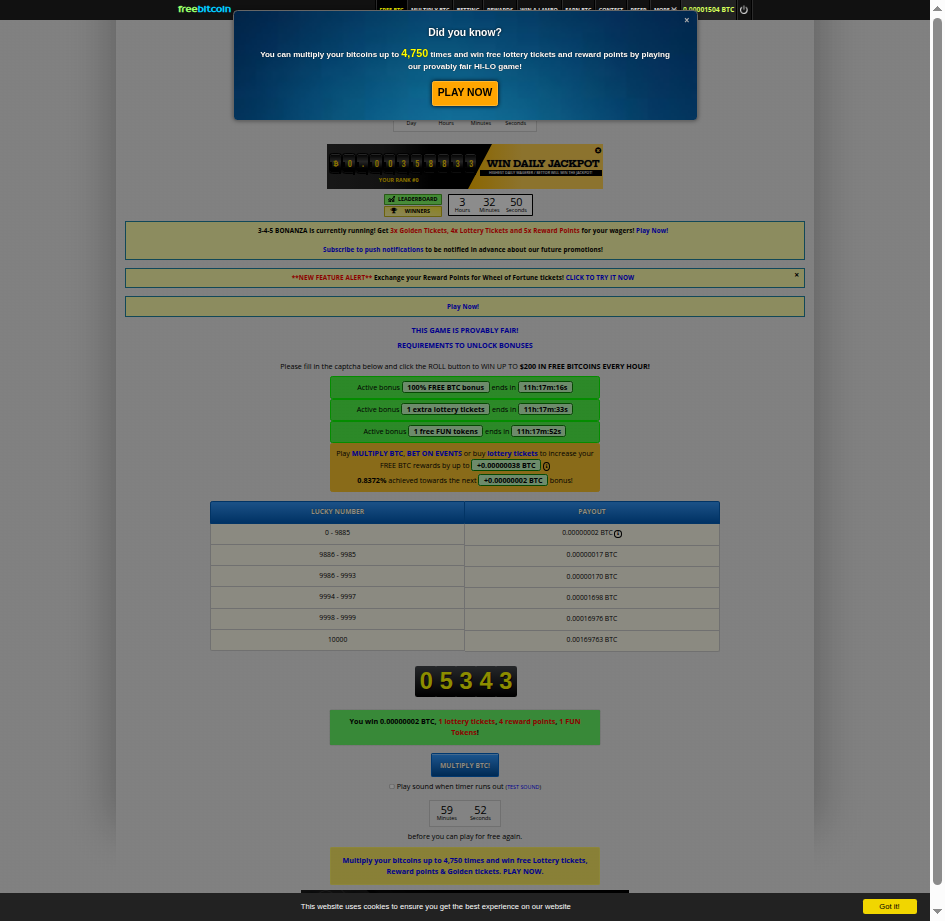 freebitcoin
FREE BTC MULTIPLY BTC BETTING REWARDS WIN A LAMBO EARN BTC CONTEST REFER MORE 0.00001504 BTC
×
Did you know?
You can multiply your bitcoins up to 4,750 times and win free lottery tickets and reward points by playing
our provably fair HI-LO game!
PLAY NOW
Day Hours Minutes Seconds
0.00358833
WIN DAILY JACKPOT
YOUR RANK #0
LEADERBOARD
WINNERS
3 32 50
Hours Minutes Seconds
3-4-5 BONANZA is currently running! Get 3x Golden Tickets, 4x Lottery Tickets and 5x Reward Points for your wagers! Play Now!
Subscribe to push notifications to be notified in advance about our future promotions!
**NEW FEATURE ALERT** Exchange your Reward Points for Wheel of Fortune tickets! CLICK TO TRY IT NOW
×
Play Now!
THIS GAME IS PROVABLY FAIR!
REQUIREMENTS TO UNLOCK BONUSES
Please fill in the captcha below and click the ROLL button to WIN UP TO $200 IN FREE BITCOINS EVERY HOUR!
Active bonus 100% FREE BTC bonus ends in 11h:17m:16s
Active bonus 1 extra lottery tickets ends in 11h:17m:33s
Active bonus 1 free FUN tokens ends in 11h:17m:52s
Play MULTIPLY BTC, BET ON EVENTS or buy lottery tickets to increase your
FREE BTC rewards by up to +0.00000038 BTC
0.8372% achieved towards the next +0.00000002 BTC bonus!
LUCKY NUMBER PAYOUT
0 - 9885 0.00000002 BTC
9886 - 9985 0.00000017 BTC
9986 - 9993 0.00000170 BTC
9994 - 9997 0.00001698 BTC
9998 - 9999 0.00016976 BTC
10000 0.00169763 BTC
05343
You win 0.00000002 BTC, 1 lottery tickets, 4 reward points, 1 FUN
Tokens!
MULTIPLY BTC!
Play sound when timer runs out (TEST SOUND)
59 52
Minutes Seconds
before you can play for free again.
Multiply your bitcoins up to 4,750 times and win free Lottery tickets,
Reward points & Golden tickets. PLAY NOW.
This website uses cookies to ensure you get the best experience on our website
Got it!